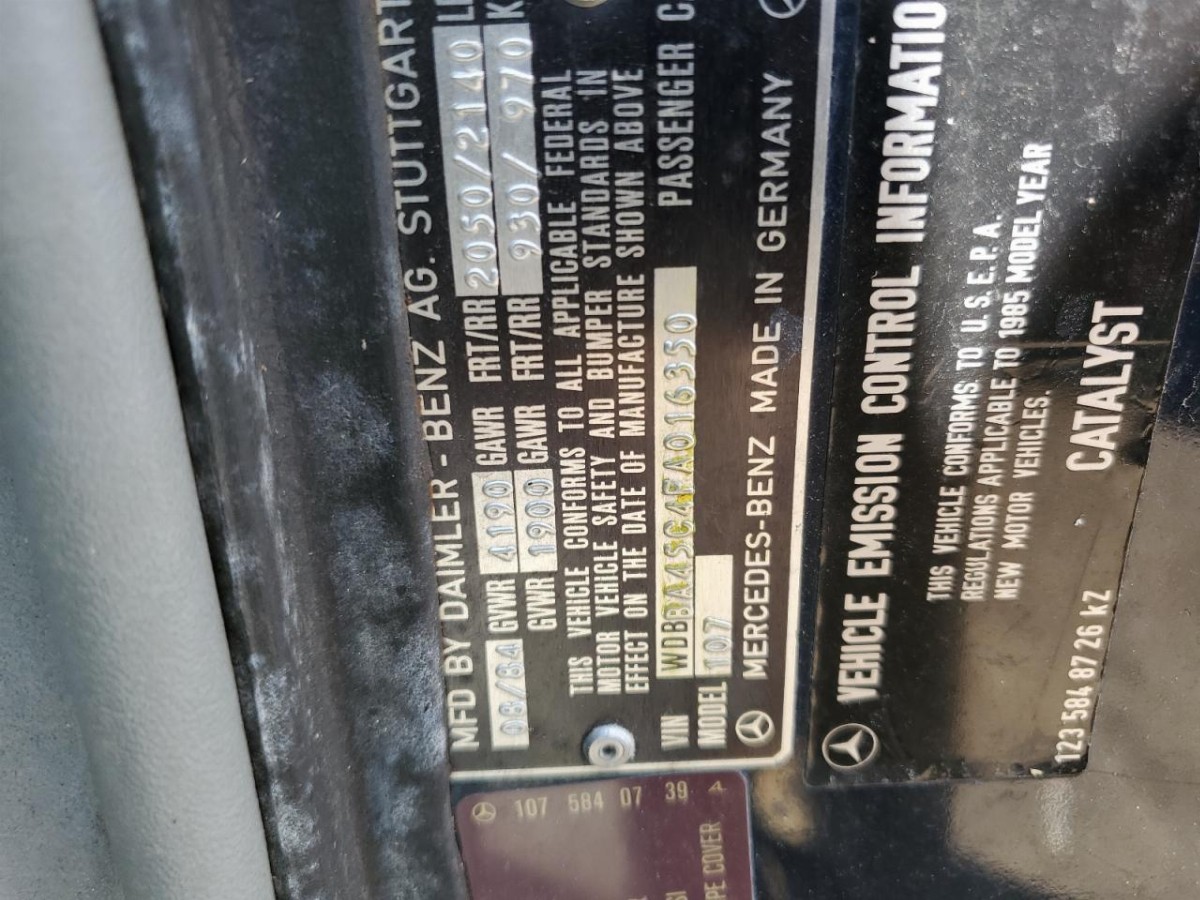 MFD BY DAIMLER - BENZ AG. STUTTGART
08/84 GVWR 4190 GAWR FRT/RR 2050/2140
GVWR 1900 GAWR FRT/RR 930/ 970 K
THIS VEHICLE CONFORMS TO ALL APPLICABLE FEDERAL
MOTOR VEHICLE SAFETY AND BUMPER STANDARDS IN
EFFECT ON THE DATE OF MANUFACTURE SHOWN ABOVE
VIN WDBBA45C4FA016350 PASSENGER C
MODEL 107
MERCEDES-BENZ MADE IN GERMANY
VEHICLE EMISSION CONTROL INFORMATIO
THIS VEHICLE CONFORMS TO U.S.E.P.A.
REGULATIONS APPLICABLE TO 1985 MODEL YEAR
NEW MOTOR VEHICLES.
CATALYST
123 584 87 26 kZ
107 584 07 39
PE COVER